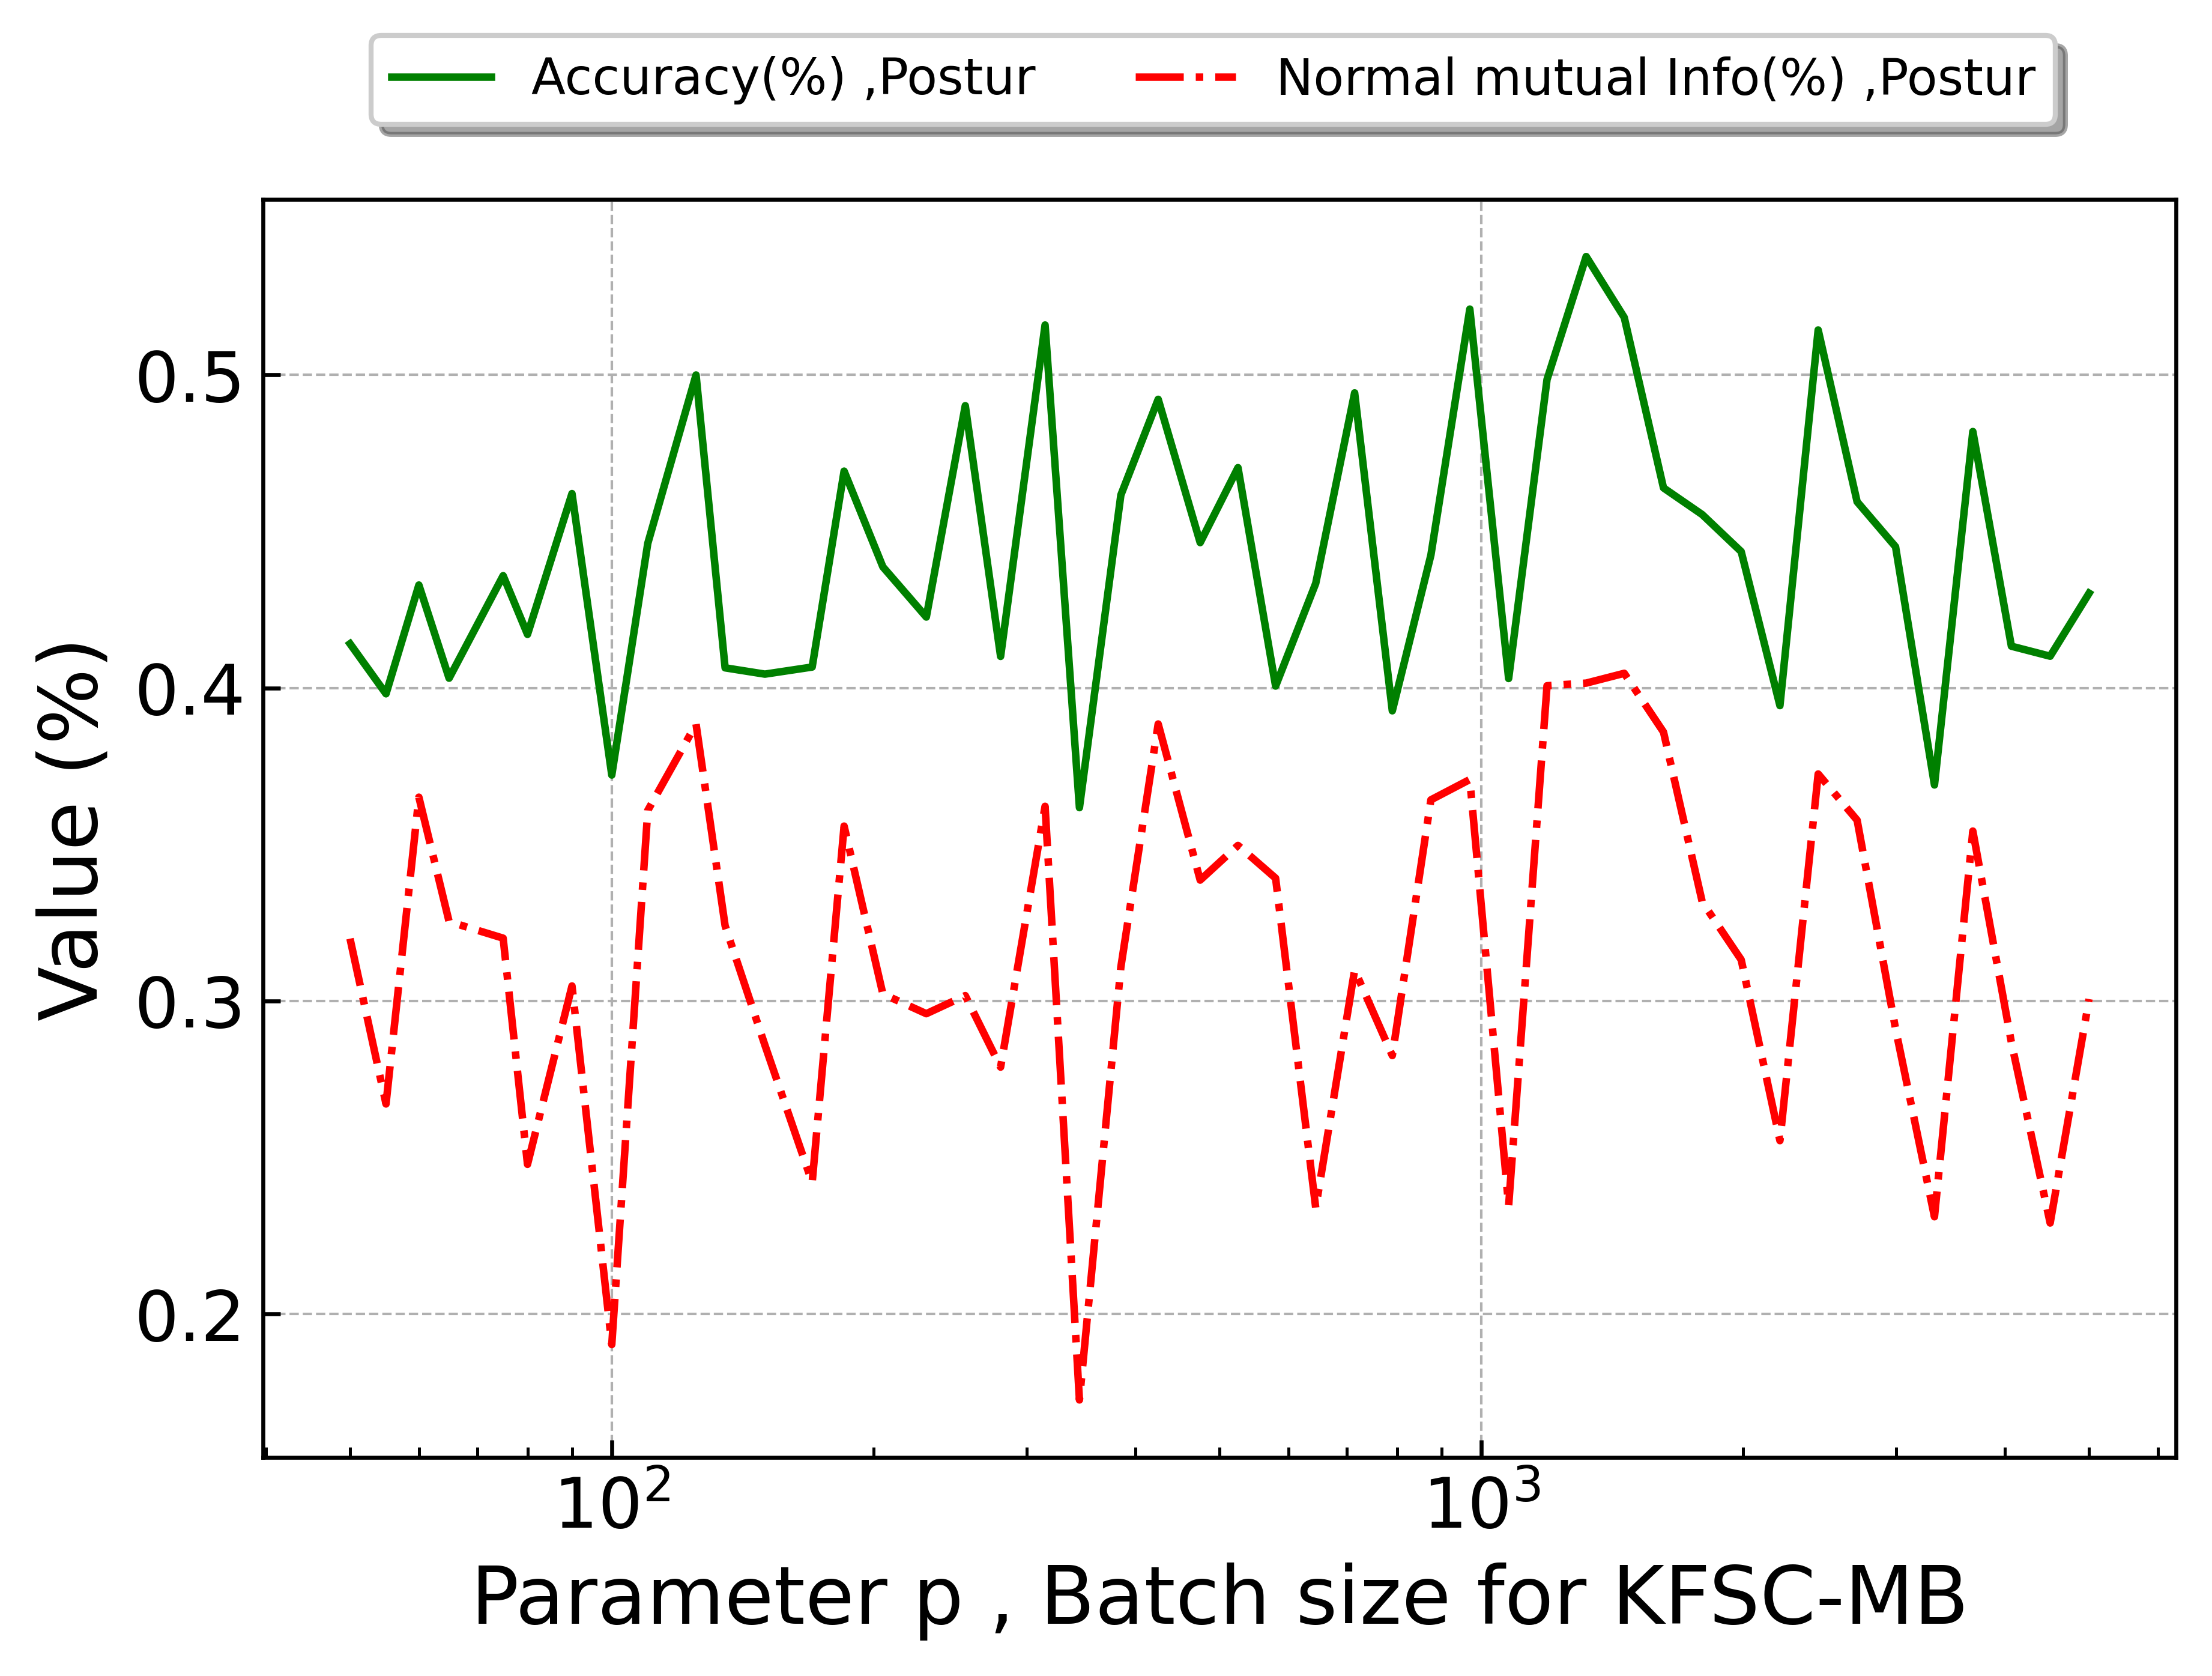 Accuracy(%) ,Postur Normal mutual Info(%) ,Postur
Value (%)
0.5
0.4
0.3
0.2
10² 10³
Parameter p , Batch size for KFSC-MB